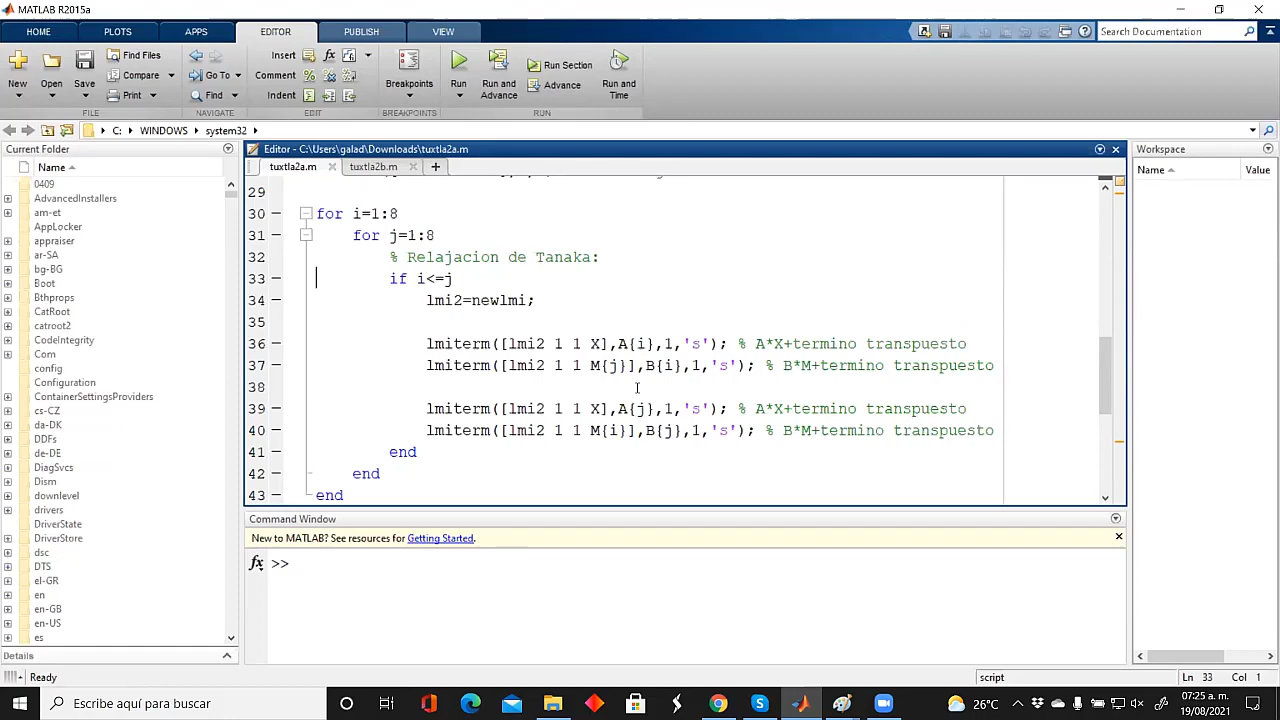 MATLAB R2015a
HOME PLOTS APPS EDITOR PUBLISH VIEW Search Documentation
New Open Save Find Files Compare Print Go To Find Insert Comment Indent Breakpoints Run Run and Advance Run Section Advance Run and Time
FILE NAVIGATE EDIT BREAKPOINTS RUN
C: WINDOWS system32
Current Folder
Name
0409
AdvancedInstallers
am-et
AppLocker
appraiser
ar-SA
bg-BG
Boot
Bthprops
CatRoot
catroot2
CodeIntegrity
Com
config
Configuration
ContainerSettingsProviders
cs-CZ
da-DK
DDFs
de-DE
DiagSvcs
Dism
downlevel
drivers
DriverState
DriverStore
dsc
DTS
el-GR
en
en-GB
en-US
es
Details
Editor - C:\Users\galad\Downloads\tuxtla2a.m
tuxtla2a.m tuxtla2b.m
29
30 for i=1:8
31 for j=1:8
32 % Relajacion de Tanaka:
33 if i<=j
34 lmi2=newlmi;
35
36 lmiterm([lmi2 1 1 X],A{i},1,'s'); % A*X+termino transpuesto
37 lmiterm([lmi2 1 1 M{j}],B{i},1,'s'); % B*M+termino transpuesto
38
39 lmiterm([lmi2 1 1 X],A{j},1,'s'); % A*X+termino transpuesto
40 lmiterm([lmi2 1 1 M{i}],B{j},1,'s'); % B*M+termino transpuesto
41 end
42 end
43 end
Command Window
New to MATLAB? See resources for Getting Started.
fx >>
Workspace
Name Value
Ready script Ln 33 Col 1
Escribe aquí para buscar 26°C 07:25 a. m.
19/08/2021